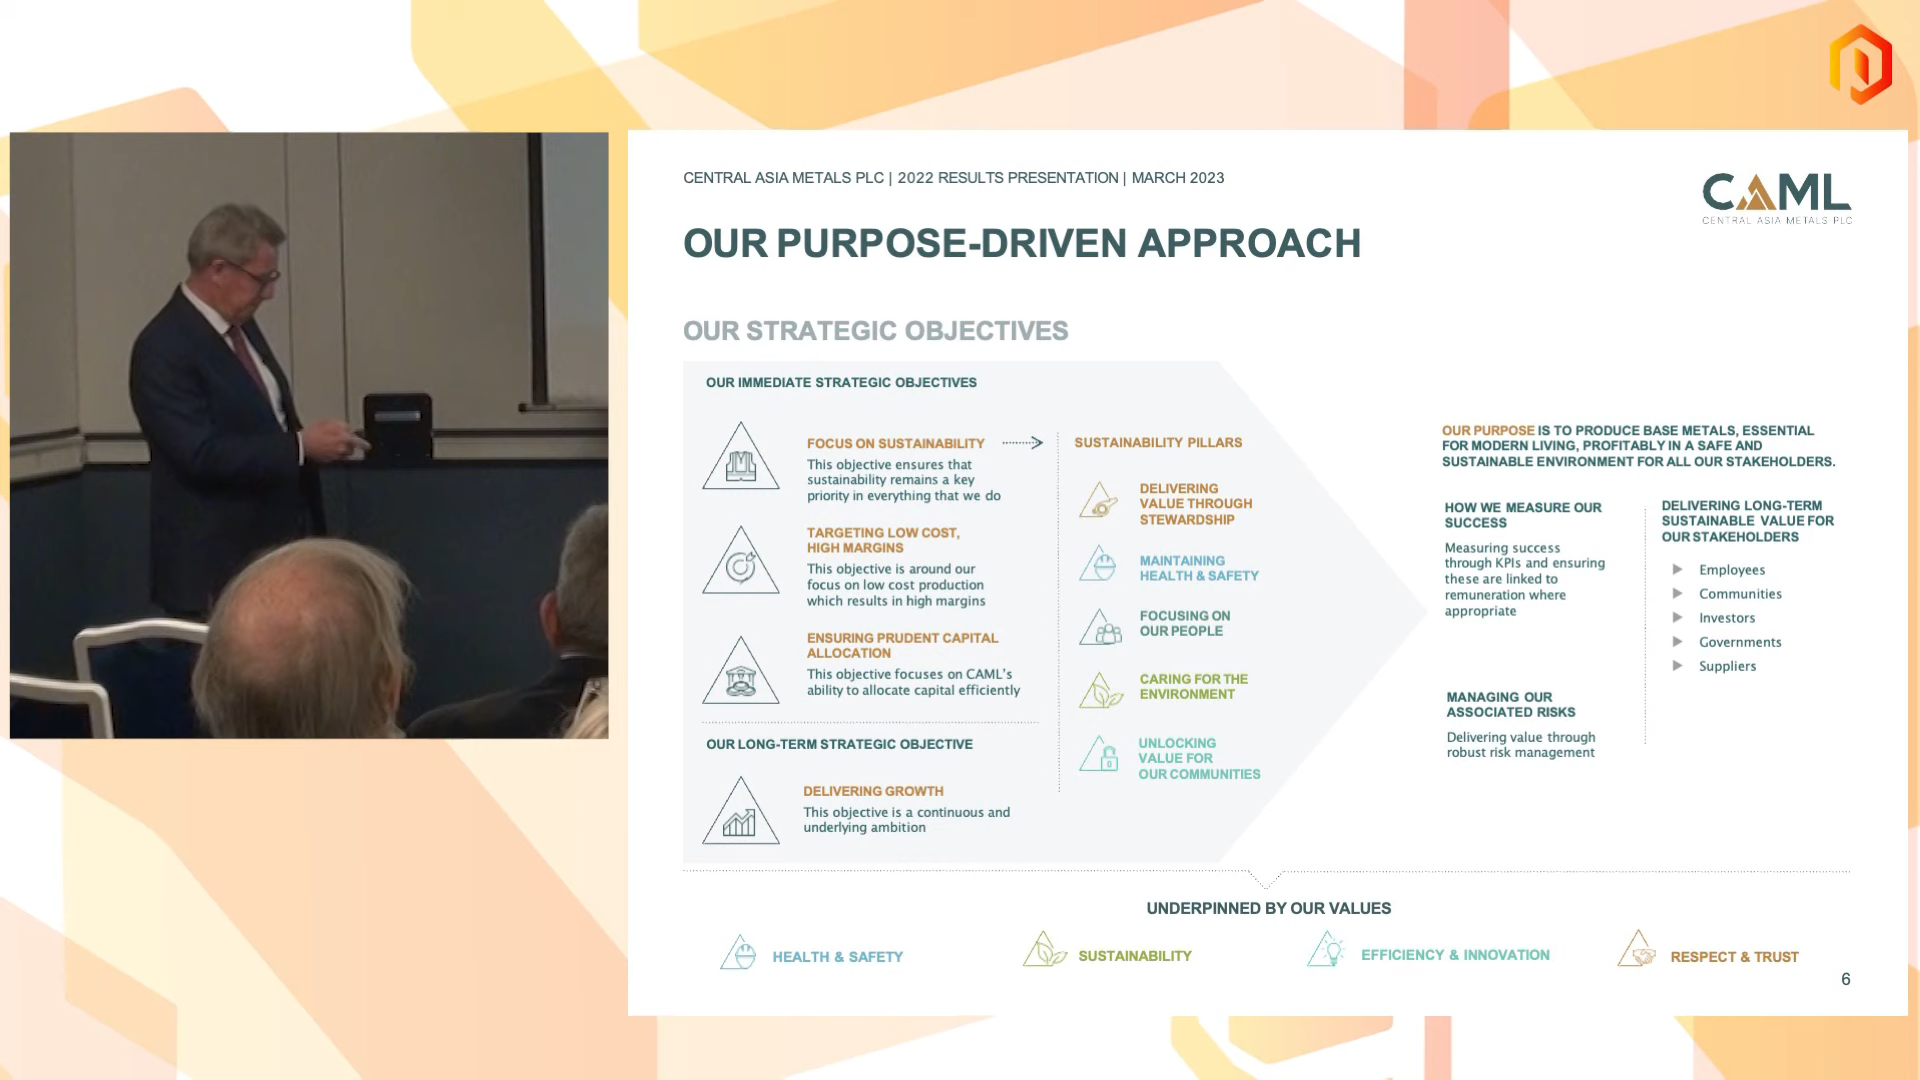 CENTRAL ASIA METALS PLC | 2022 RESULTS PRESENTATION | MARCH 2023
CAML
CENTRAL ASIA METALS PLC
OUR PURPOSE-DRIVEN APPROACH
OUR STRATEGIC OBJECTIVES
OUR IMMEDIATE STRATEGIC OBJECTIVES
FOCUS ON SUSTAINABILITY
This objective ensures that
sustainability remains a key
priority in everything that we do
TARGETING LOW COST,
HIGH MARGINS
This objective is around our
focus on low cost production
which results in high margins
ENSURING PRUDENT CAPITAL
ALLOCATION
This objective focuses on CAML's
ability to allocate capital efficiently
OUR LONG-TERM STRATEGIC OBJECTIVE
DELIVERING GROWTH
This objective is a continuous and
underlying ambition
SUSTAINABILITY PILLARS
DELIVERING
VALUE THROUGH
STEWARDSHIP
MAINTAINING
HEALTH & SAFETY
FOCUSING ON
OUR PEOPLE
CARING FOR THE
ENVIRONMENT
UNLOCKING
VALUE FOR
OUR COMMUNITIES
OUR PURPOSE IS TO PRODUCE BASE METALS, ESSENTIAL
FOR MODERN LIVING, PROFITABLY IN A SAFE AND
SUSTAINABLE ENVIRONMENT FOR ALL OUR STAKEHOLDERS.
HOW WE MEASURE OUR
SUCCESS
Measuring success
through KPIs and ensuring
these are linked to
remuneration where
appropriate
MANAGING OUR
ASSOCIATED RISKS
Delivering value through
robust risk management
DELIVERING LONG-TERM
SUSTAINABLE VALUE FOR
OUR STAKEHOLDERS
Employees
Communities
Investors
Governments
Suppliers
UNDERPINNED BY OUR VALUES
HEALTH & SAFETY
SUSTAINABILITY
EFFICIENCY & INNOVATION
RESPECT & TRUST
6